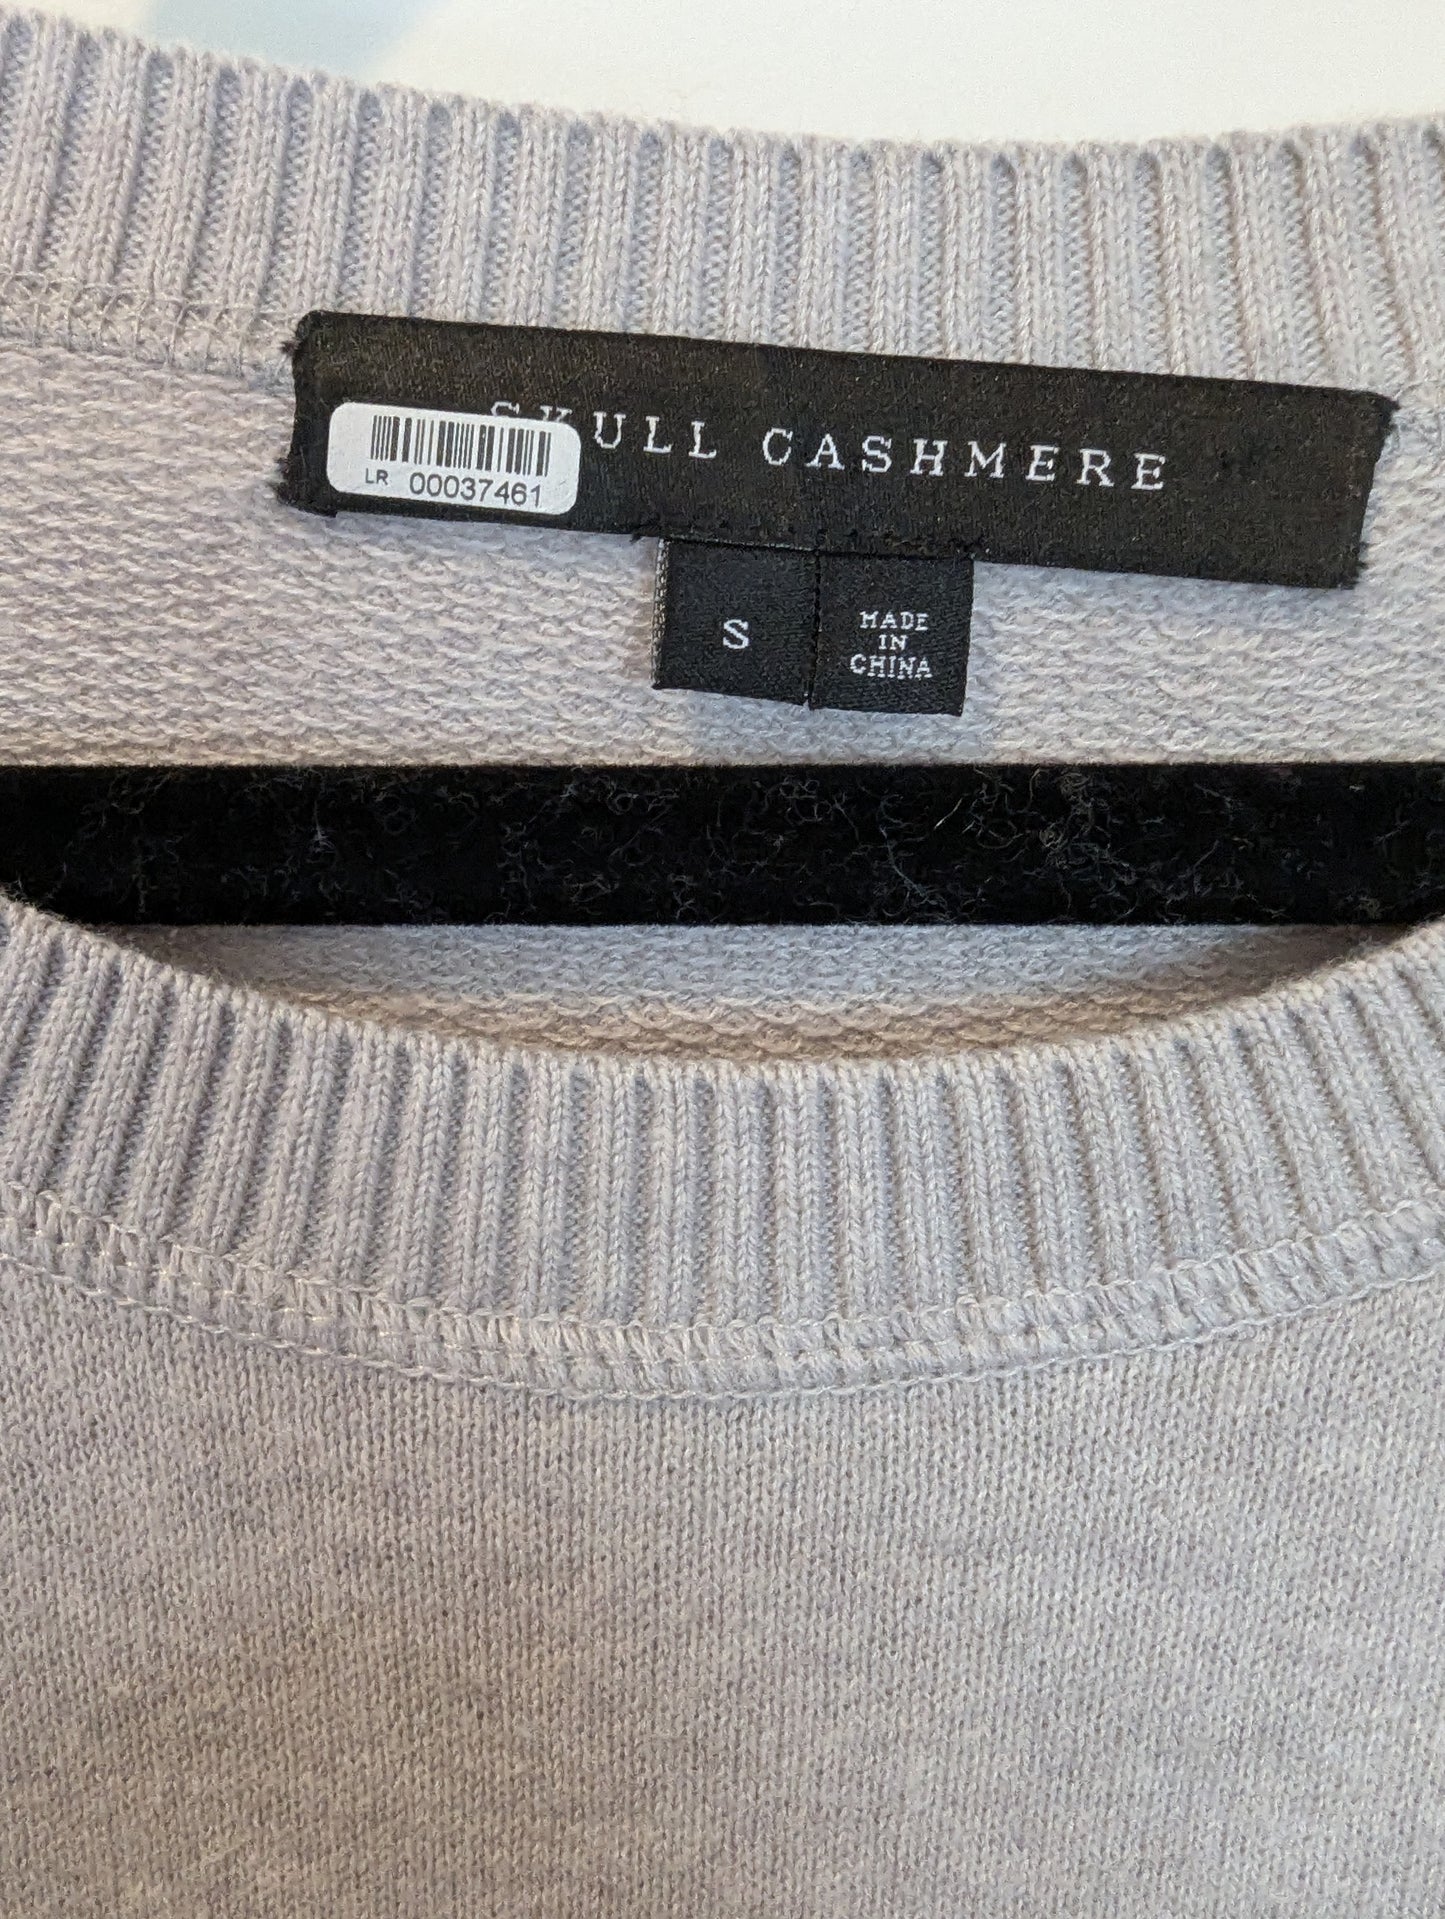 SKULL CASHMERE
LR 00037461
S
MADE
IN
CHINA